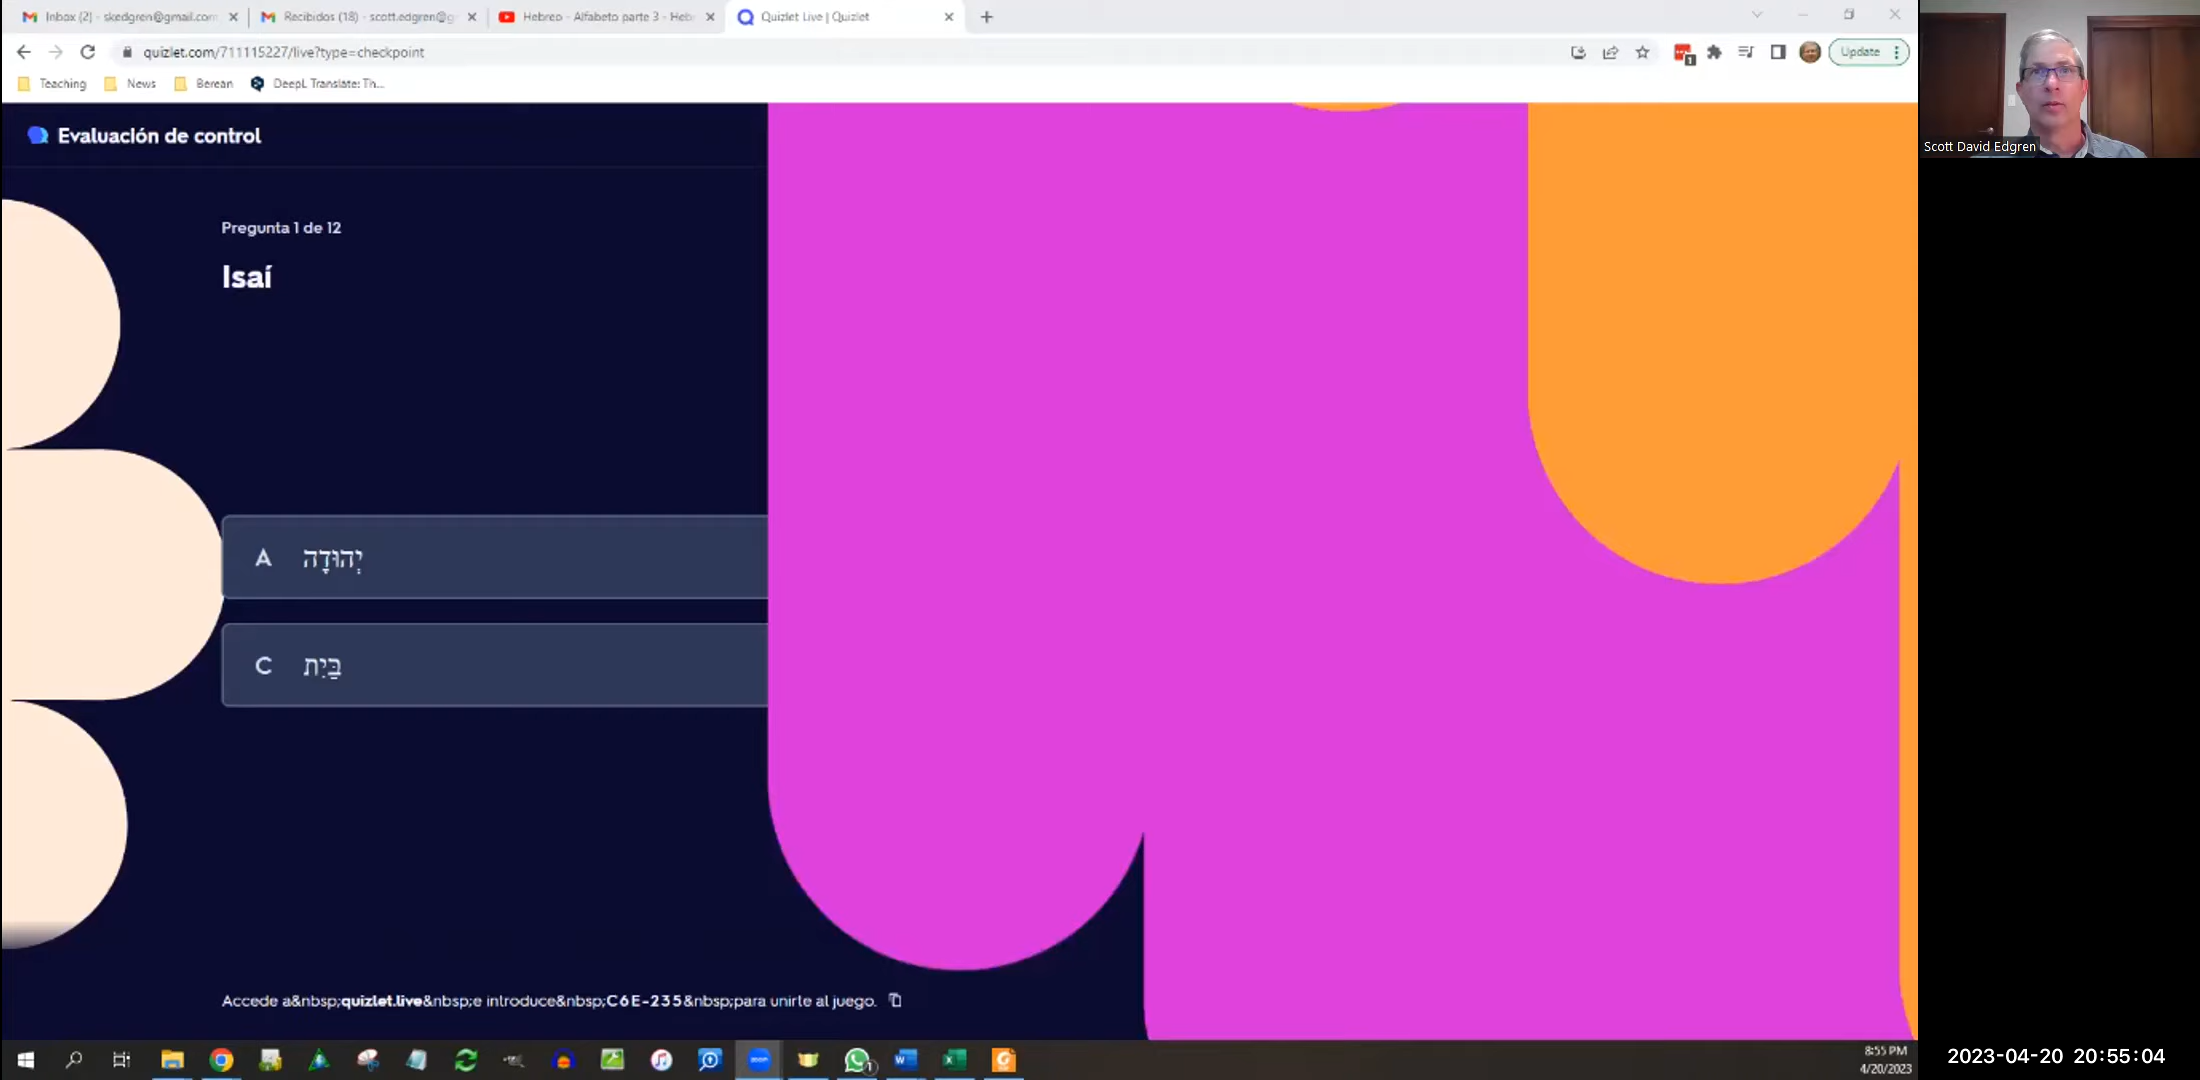 Inbox (2) - skedgren@gmail.com
Recibidos (18) - scott.edgren@g
Hebreo - Alfabeto parte 3 - Heb
Quizlet Live | Quizlet
quizlet.com/711115227/live?type=checkpoint
Update
Teaching
News
Berean
DeepL Translate: Th...
Scott David Edgren
Evaluación de control
Pregunta 1 de 12
Isaí
A יְהוּדָה
C בַּיִת
Accede a&nbsp;quizlet.live&nbsp;e introduce&nbsp;C6E-235&nbsp;para unirte al juego.
zoom
8:55 PM
4/20/2023
2023-04-20 20:55:04